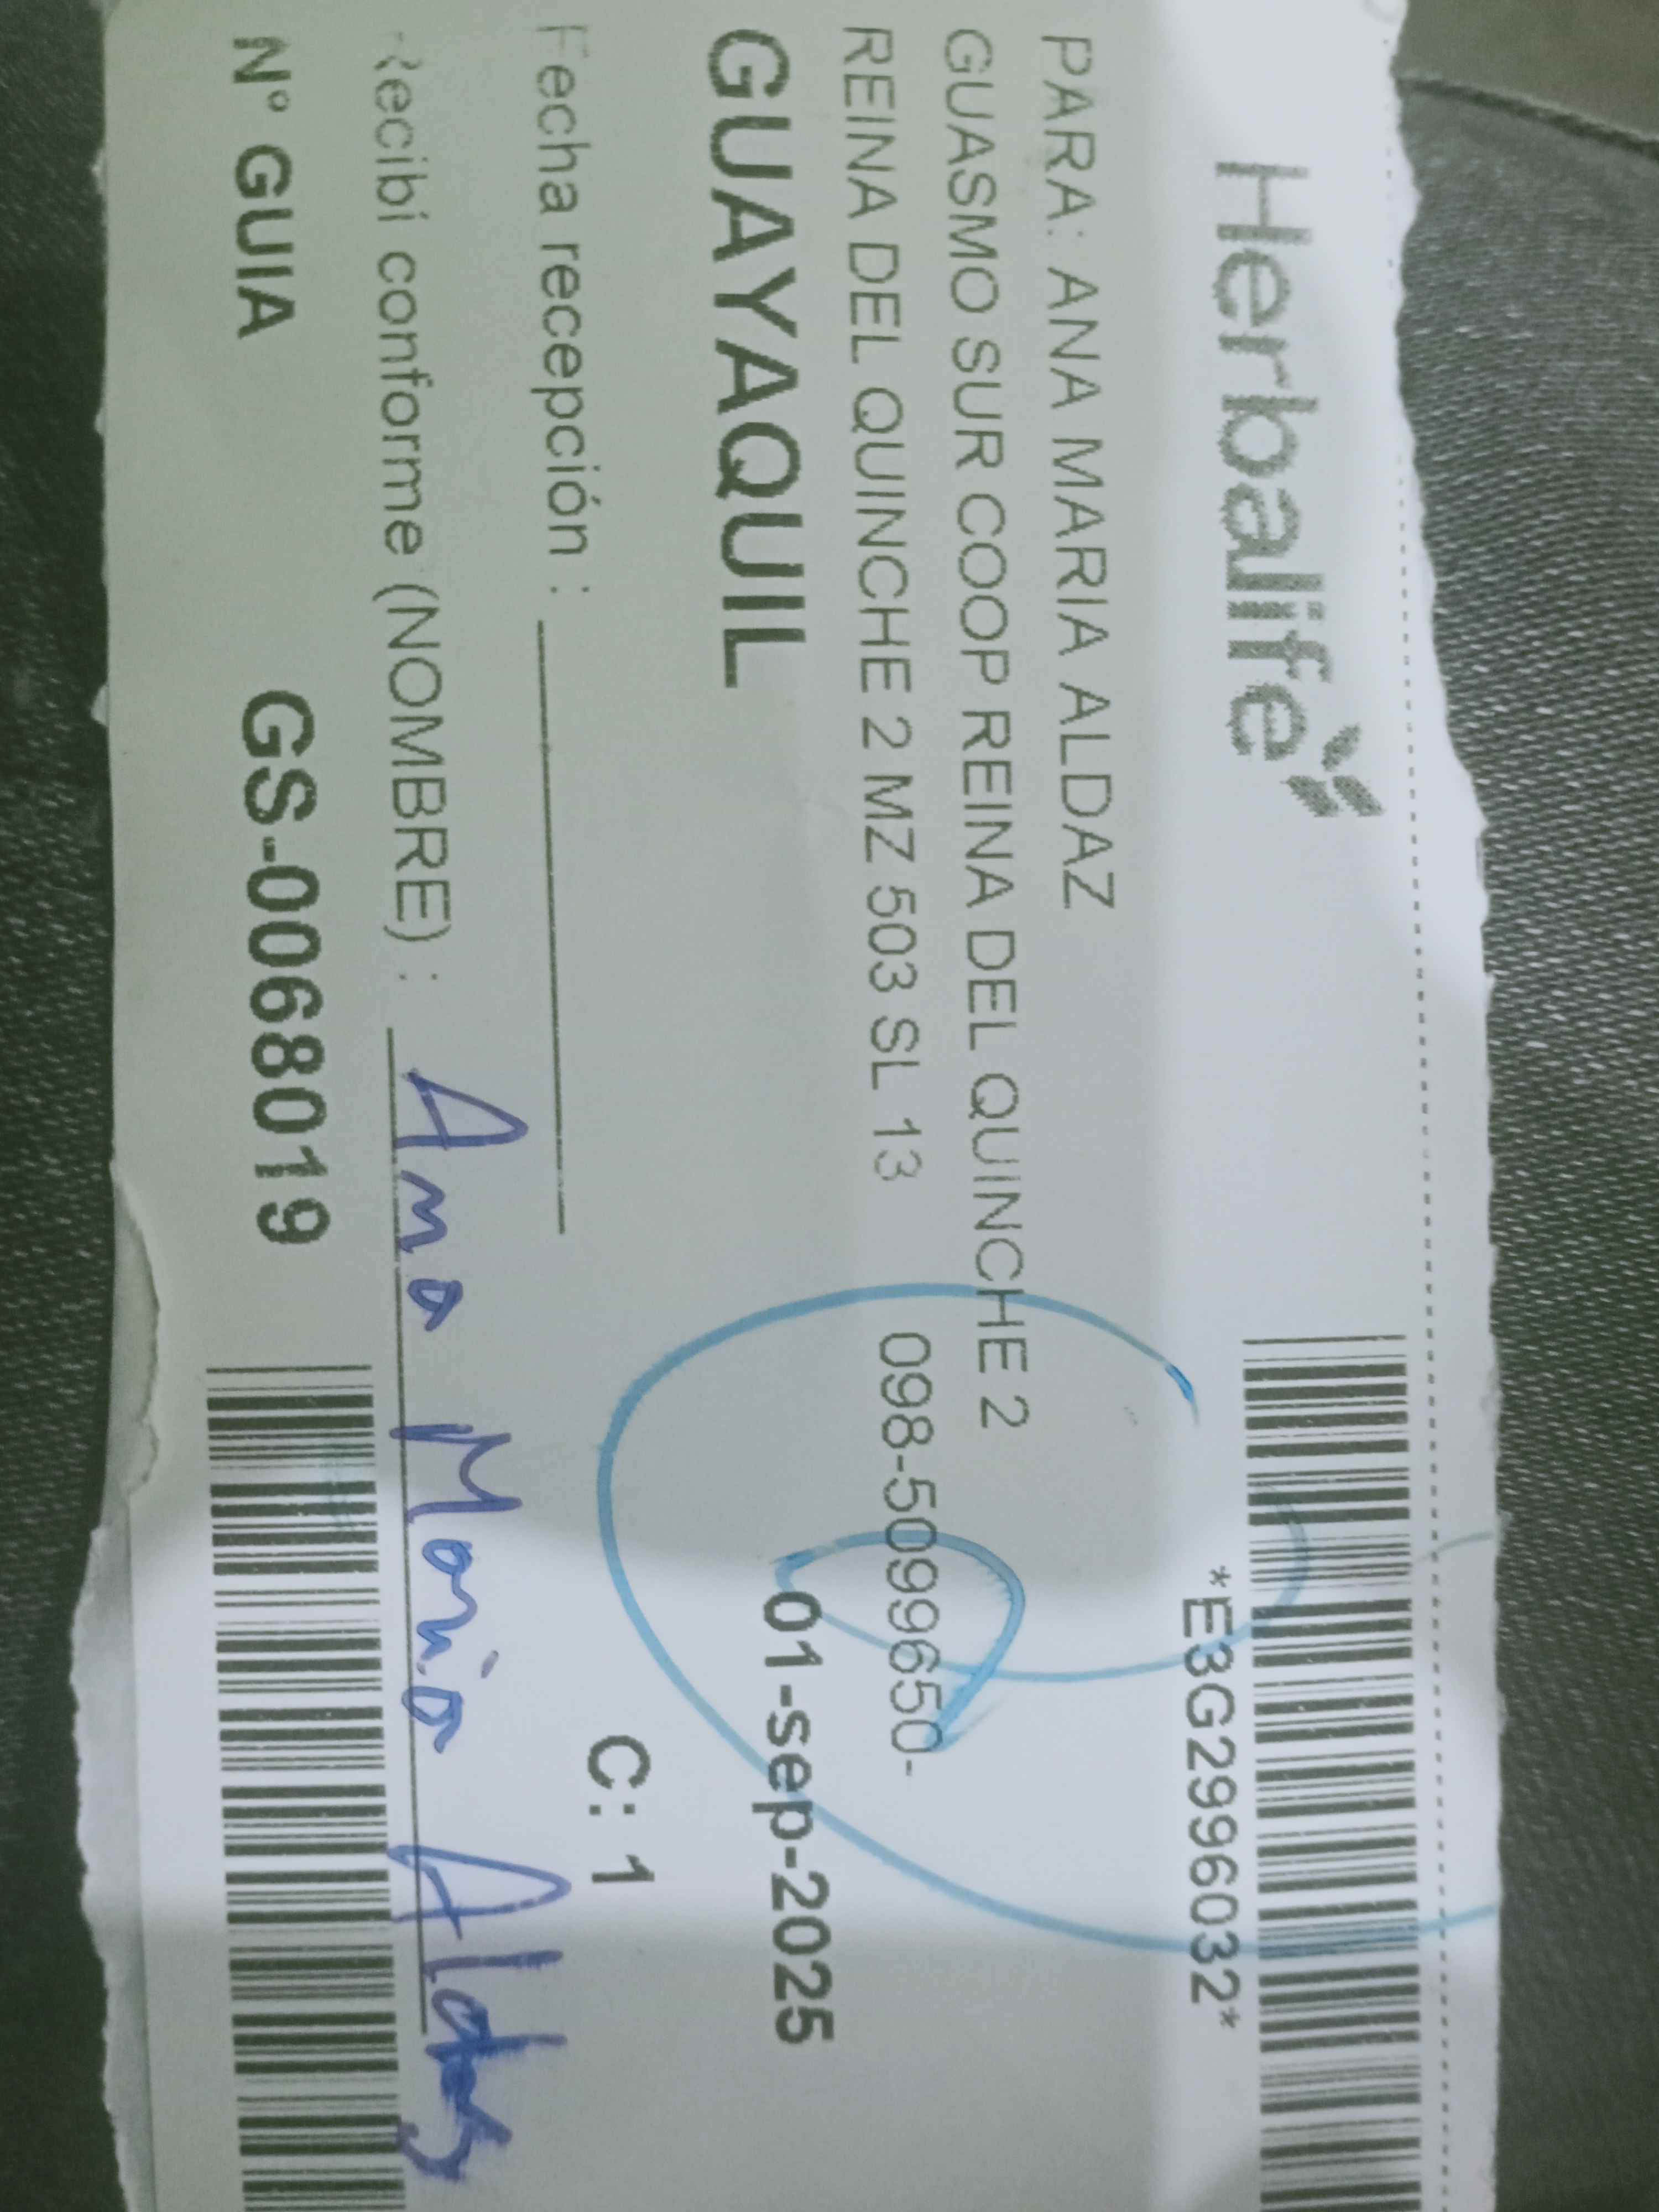 Herbalife
*E3G2996032*
PARA: ANA MARIA ALDAZ
GUASMO SUR COOP REINA DEL QUINCHE 2
REINA DEL QUINCHE 2 MZ 503 SL 13 098-5099650-
GUAYAQUIL 01-sep-2025
C: 1
Fecha recepción :
Recibí conforme (NOMBRE) : Ana Maria Aldaz
N° GUIA GS-0068019